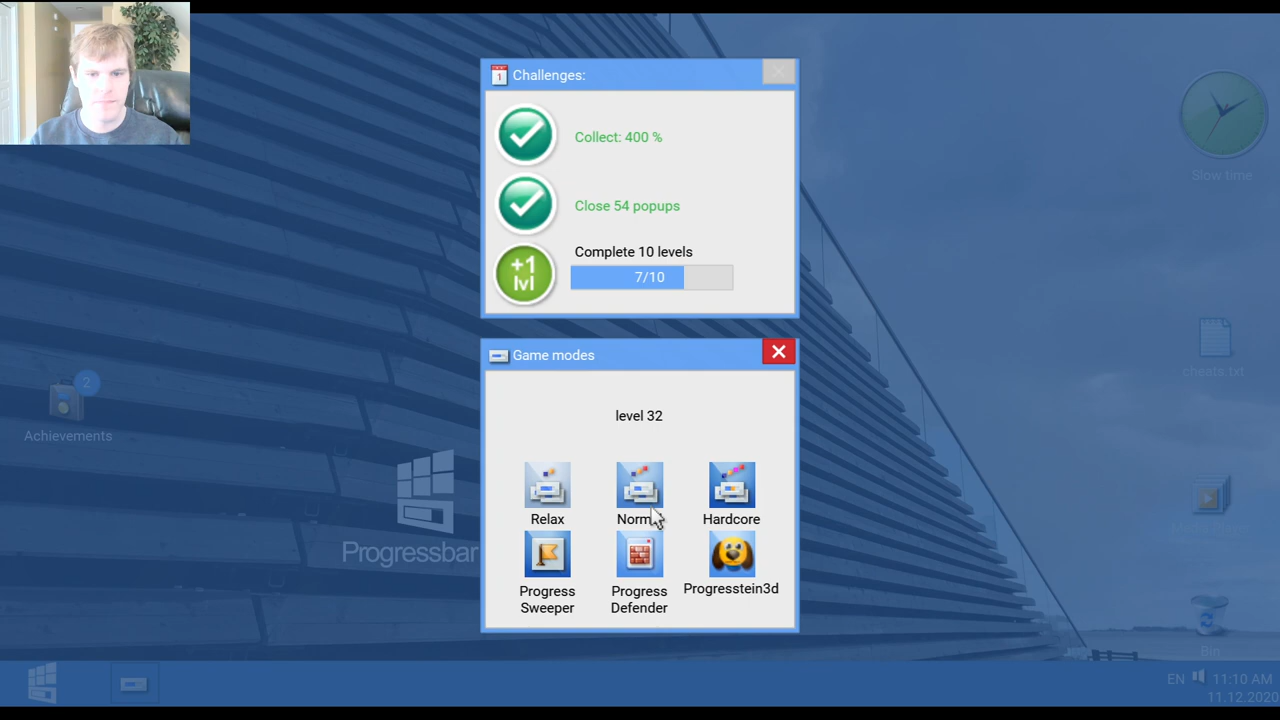 Challenges:
1
Collect: 400 %
Close 54 popups
Complete 10 levels
+1
lvl
7/10
Slow time
Game modes
cheats.txt
level 32
2
Achievements
Relax
Hardcore
Progressbar
Progress
Sweeper
Progress
Defender
Progresstein3d
Bin
EN
11:10 AM
11.12.2020